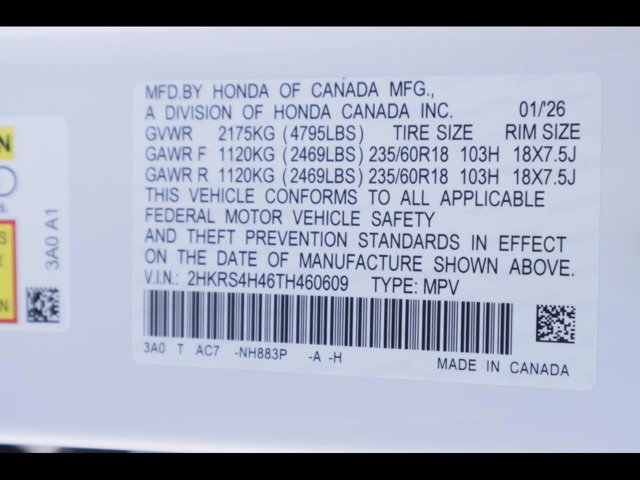 MFD.BY HONDA OF CANADA MFG.,
A DIVISION OF HONDA CANADA INC. 01/'26
GVWR 2175KG (4795LBS) TIRE SIZE RIM SIZE
GAWR F 1120KG (2469LBS) 235/60R18 103H 18X7.5J
GAWR R 1120KG (2469LBS) 235/60R18 103H 18X7.5J
THIS VEHICLE CONFORMS TO ALL APPLICABLE
FEDERAL MOTOR VEHICLE SAFETY
AND THEFT PREVENTION STANDARDS IN EFFECT
ON THE DATE OF MANUFACTURE SHOWN ABOVE.
V.I.N.: 2HKRS4H46TH460609 TYPE: MPV
3A0 T AC7 -NH883P -A -H
MADE IN CANADA
3A0 A1
N
s.
S
t
N